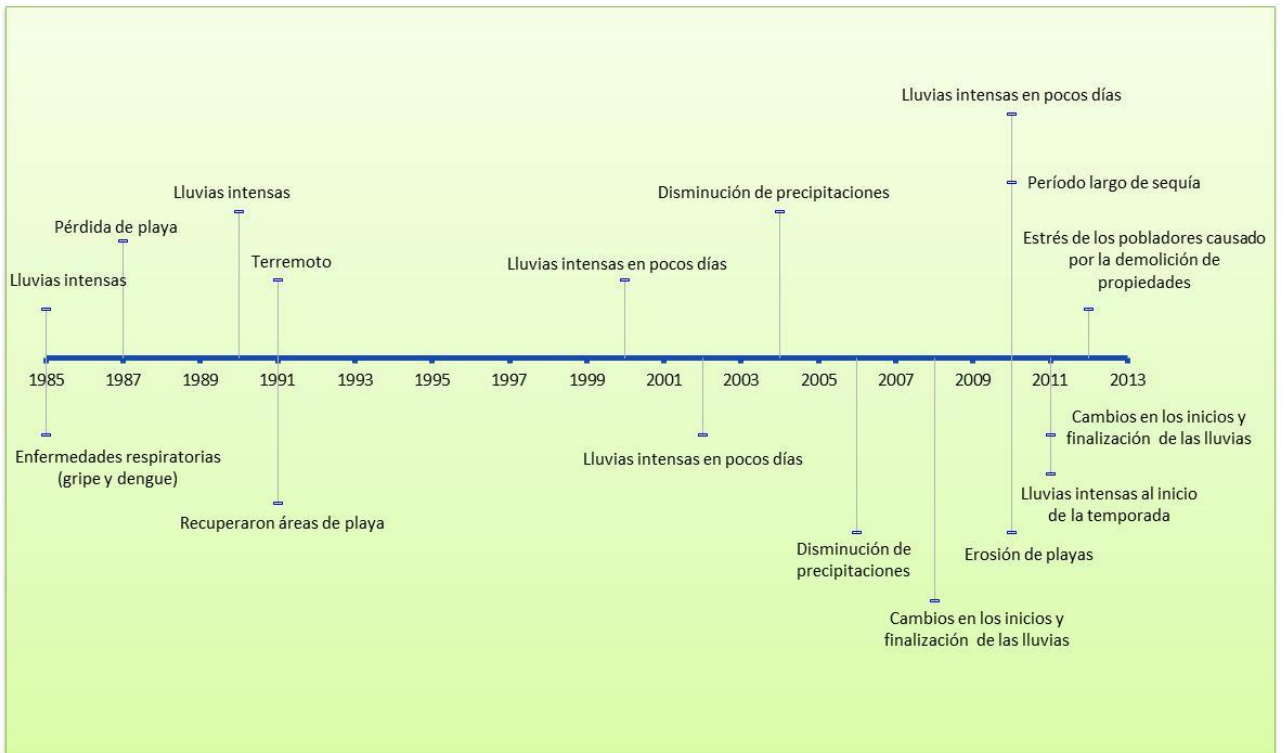 Lluvias intensas en pocos días
Período largo de sequía
Lluvias intensas
Disminución de precipitaciones
Pérdida de playa
Estrés de los pobladores causado
por la demolición de
propiedades
Terremoto
Lluvias intensas en pocos días
Lluvias intensas
1985 1987 1989 1991 1993 1995 1997 1999 2001 2003 2005 2007 2009 2011 2013
Cambios en los inicios y
finalización de las lluvias
Enfermedades respiratorias
(gripe y dengue)
Lluvias intensas en pocos días
Lluvias intensas al inicio
de la temporada
Recuperaron áreas de playa
Disminución de
precipitaciones
Erosión de playas
Cambios en los inicios y
finalización de las lluvias